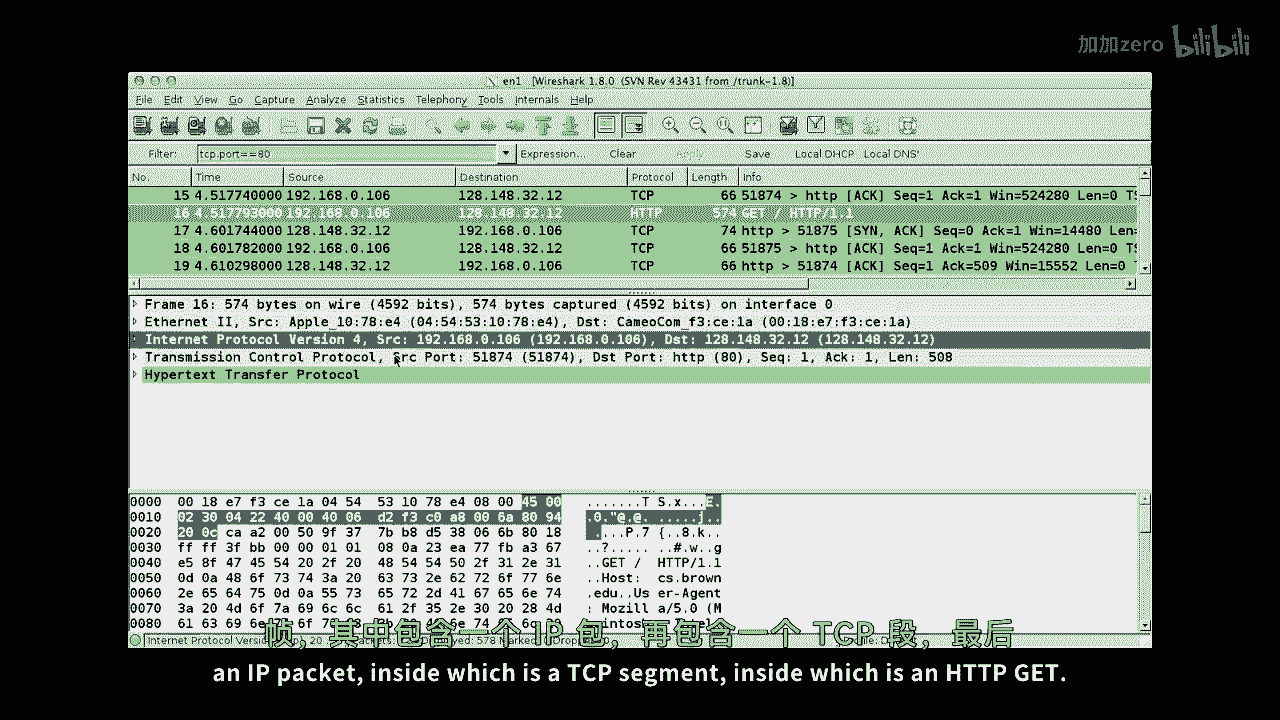 加加zero bilibili
en1 [Wireshark 1.8.0 (SVN Rev 43431 from /trunk-1.8)]
File Edit View Go Capture Analyze Statistics Telephony Tools Internals Help
Filter: tcp.port==80 Expression... Clear Apply Save Local DHCP Local DNS'
No. Time Source Destination Protocol Length Info
15 4.517740000 192.168.0.106 128.148.32.12 TCP 66 51874 > http [ACK] Seq=1 Ack=1 Win=524280 Len=0 TS
16 4.517793000 192.168.0.106 128.148.32.12 HTTP 574 GET / HTTP/1.1
17 4.601744000 128.148.32.12 192.168.0.106 TCP 74 http > 51875 [SYN, ACK] Seq=0 Ack=1 Win=14480 Len=
18 4.601782000 192.168.0.106 128.148.32.12 TCP 66 51875 > http [ACK] Seq=1 Ack=1 Win=524280 Len=0 TS
19 4.610298000 128.148.32.12 192.168.0.106 TCP 66 http > 51874 [ACK] Seq=1 Ack=509 Win=15552 Len=0
Frame 16: 574 bytes on wire (4592 bits), 574 bytes captured (4592 bits) on interface 0
Ethernet II, Src: Apple_10:78:e4 (04:54:53:10:78:e4), Dst: CameoCom_f3:ce:1a (00:18:e7:f3:ce:1a)
Internet Protocol Version 4, Src: 192.168.0.106 (192.168.0.106), Dst: 128.148.32.12 (128.148.32.12)
Transmission Control Protocol, Src Port: 51874 (51874), Dst Port: http (80), Seq: 1, Ack: 1, Len: 508
Hypertext Transfer Protocol
0000 00 18 e7 f3 ce 1a 04 54 53 10 78 e4 08 00 45 00 .......T S.x...E.
0010 02 30 04 22 40 00 40 06 d2 f3 c0 a8 00 6a 80 94 .0."@.@. .....j..
0020 20 0c ca a2 00 50 9f 37 7b b8 d5 38 06 6b 80 18 ....P.7 {..8.k..
0030 ff ff 3f bb 00 00 01 01 08 0a 23 ea 77 fb a3 67 ..?..... ..#.w..g
0040 e5 8f 47 45 54 20 2f 20 48 54 54 50 2f 31 2e 31 ..GET / HTTP/1.1
0050 0d 0a 48 6f 73 74 3a 20 63 73 2e 62 72 6f 77 6e ..Host: cs.brown
0060 2e 65 64 75 0d 0a 55 73 65 72 2d 41 67 65 6e 74 .edu..Us er-Agent
0070 3a 20 4d 6f 7a 69 6c 6c 61 2f 35 2e 30 20 28 4d : Mozill a/5.0 (M
0080 61 63 69 6e
Internet Protocol Version
帧，其中包含一个 IP 包，再包含一个 TCP 段，最后
an IP packet, inside which is a TCP segment, inside which is an HTTP GET.